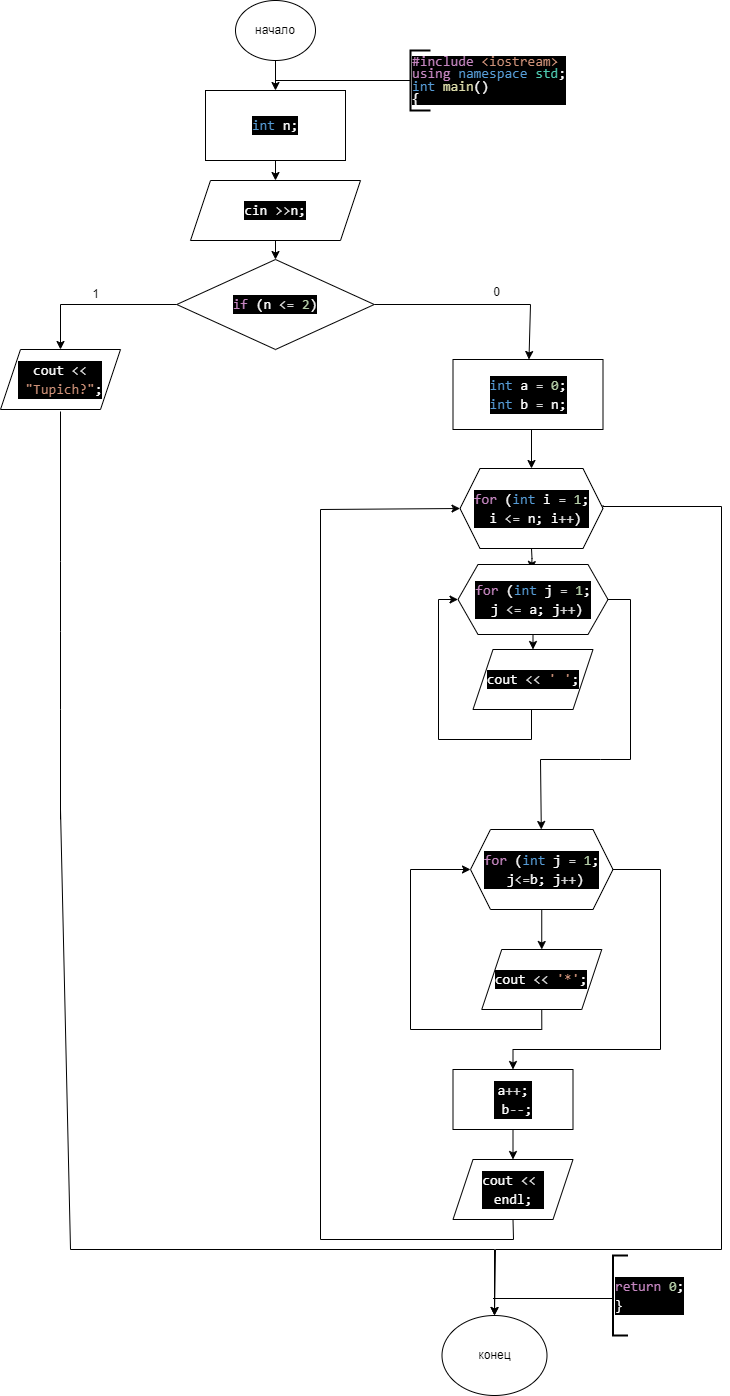 начало
#include <iostream>
using namespace std;
int main()
{
int n;
cin >>n;
if (n <= 2)
1
0
cout <<
"Tupich?";
int a = 0;
int b = n;
for (int i = 1;
i <= n; i++)
for (int j = 1;
j <= a; j++)
cout << ' ';
for (int j = 1;
j<=b; j++)
cout << '*';
a++;
b--;
cout <<
endl;
return 0;
}
конец